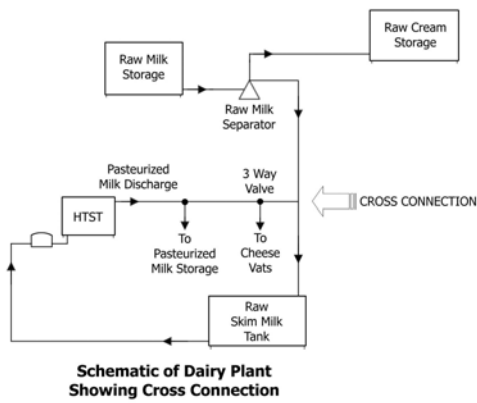 Raw Cream
Storage
Raw Milk
Storage
Raw Milk
Separator
Pasteurized
Milk Discharge
3 Way
Valve
HTST
CROSS CONNECTION
To
Pasteurized
Milk Storage
To
Cheese
Vats
Raw
Skim Milk
Tank
Schematic of Dairy Plant
Showing Cross Connection